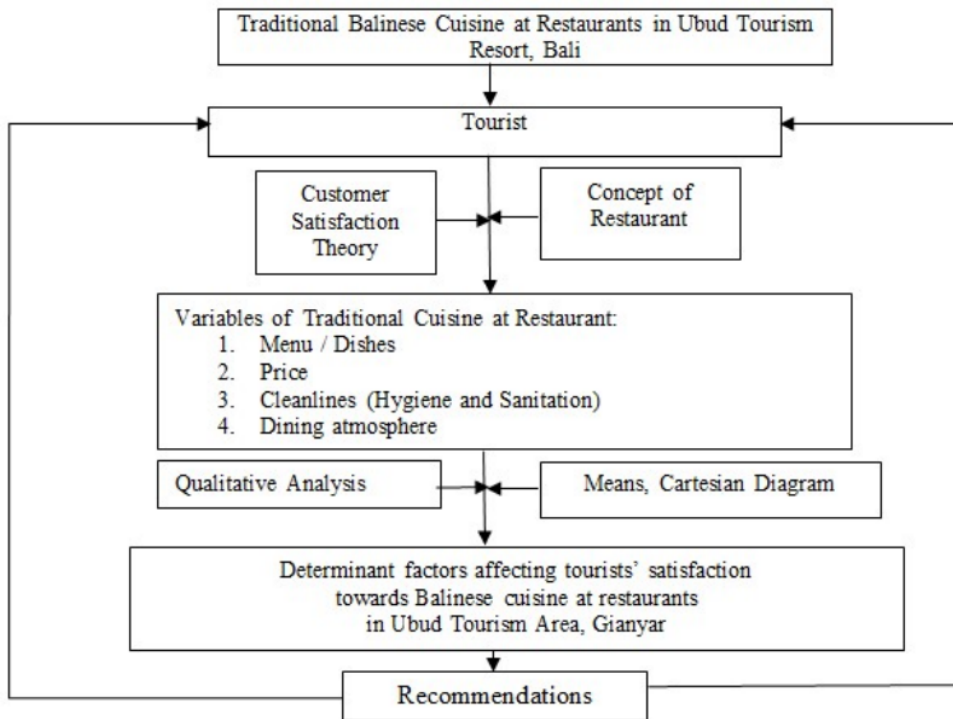 Traditional Balinese Cuisine at Restaurants in Ubud Tourism
Resort, Bali
Tourist
Customer
Satisfaction
Theory
Concept of
Restaurant
Variables of Traditional Cuisine at Restaurant:
1. Menu / Dishes
2. Price
3. Cleanlines (Hygiene and Sanitation)
4. Dining atmosphere
Qualitative Analysis
Means, Cartesian Diagram
Determinant factors affecting tourists’ satisfaction
towards Balinese cuisine at restaurants
in Ubud Tourism Area, Gianyar
Recommendations